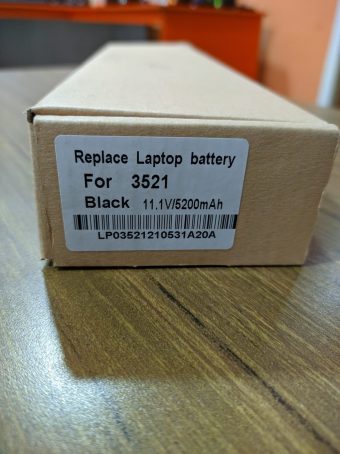 Replace Laptop battery
For 3521
Black 11.1V/5200mAh
LP03521210531A20A